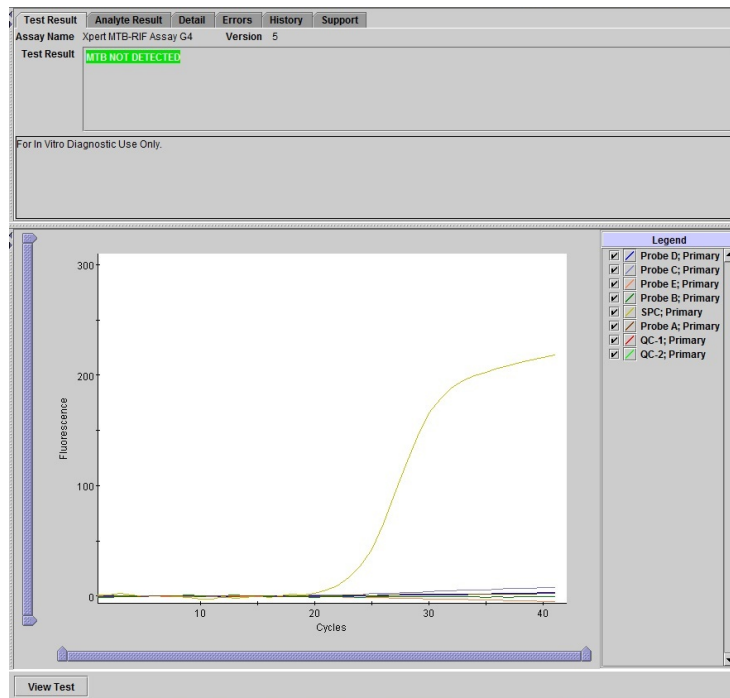 Test Result Analyte Result Detail Errors History Support
Assay Name Xpert MTB-RIF Assay G4 Version 5
Test Result MTB NOT DETECTED
For In Vitro Diagnostic Use Only.
Legend
Probe D; Primary
Probe C; Primary
Probe E; Primary
Probe B; Primary
SPC; Primary
Probe A; Primary
QC-1; Primary
QC-2; Primary
300
200
100
0
Fluorescence
10 20 30 40
Cycles
View Test